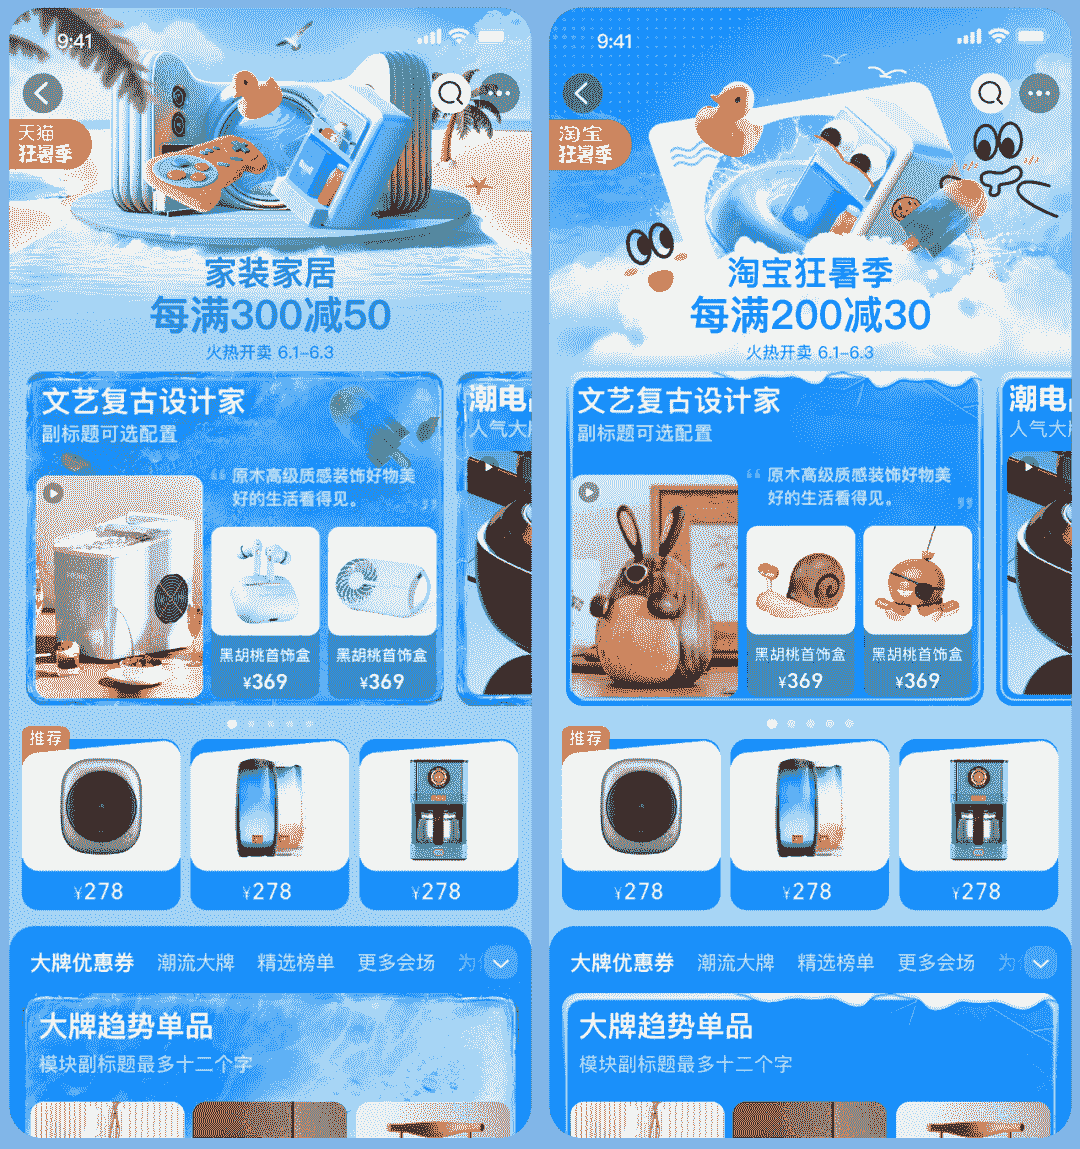 9:41
天猫
狂暑季
家装家居
每满300减50
火热开卖 6.1-6.3
文艺复古设计家
副标题可选配置
“ 原木高级质感装饰好物美
好的生活看得见。 ”
黑胡桃首饰盒
¥369
黑胡桃首饰盒
¥369
潮电
人气大
推荐
¥278
¥278
¥278
大牌优惠券 潮流大牌 精选榜单 更多会场 为
大牌趋势单品
模块副标题最多十二个字
9:41
淘宝
狂暑季
淘宝狂暑季
每满200减30
火热开卖 6.1-6.3
文艺复古设计家
副标题可选配置
“ 原木高级质感装饰好物美
好的生活看得见。 ”
黑胡桃首饰盒
¥369
黑胡桃首饰盒
¥369
潮电
人气大
推荐
¥278
¥278
¥278
大牌优惠券 潮流大牌 精选榜单 更多会场 为
大牌趋势单品
模块副标题最多十二个字